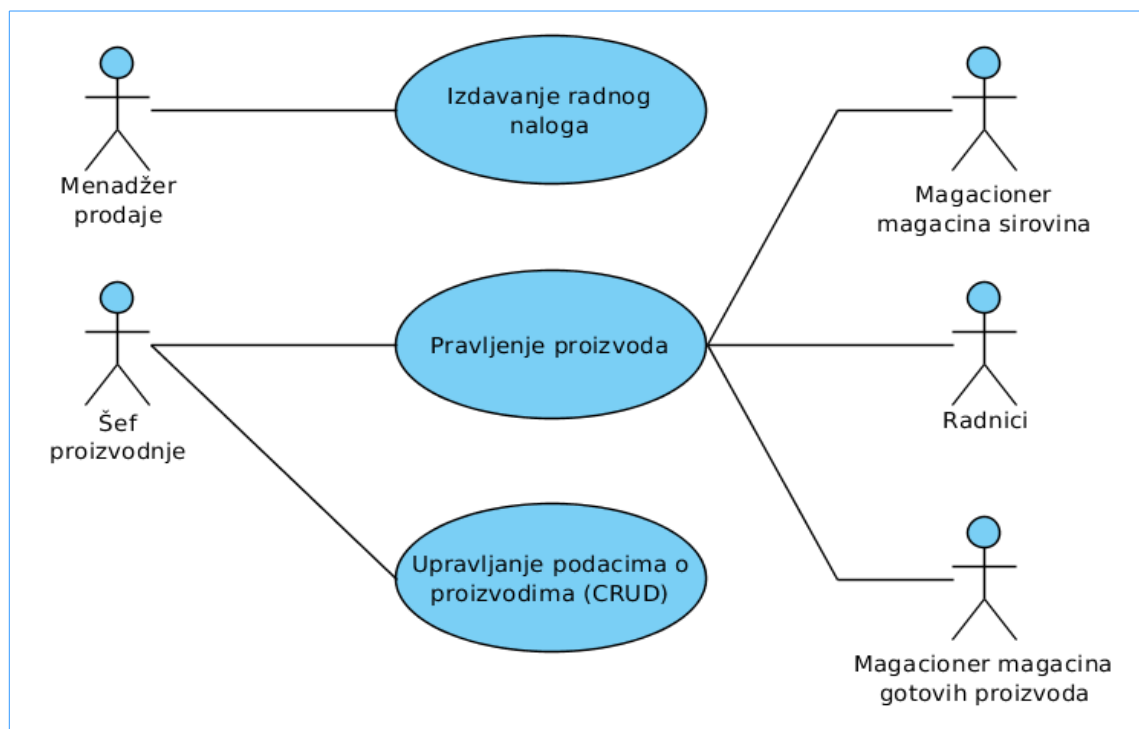 Izdavanje radnog
naloga
Menadžer
prodaje
Magacioner
magacina sirovina
Pravljenje proizvoda
Šef
proizvodnje
Radnici
Upravljanje podacima o
proizvodima (CRUD)
Magacioner magacina
gotovih proizvoda